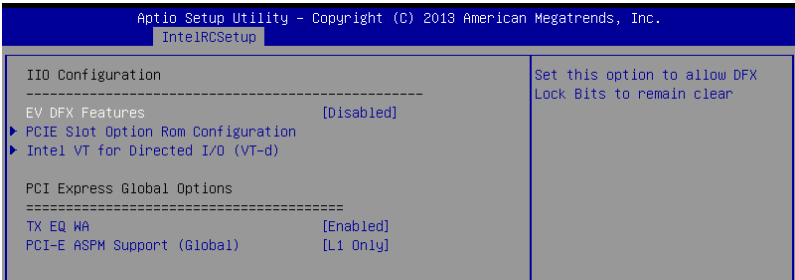 Aptio Setup Utility – Copyright (C) 2013 American Megatrends, Inc.
IntelRCSetup
IIO Configuration
--------------------------------------------------
EV DFX Features [Disabled]
PCIE Slot Option Rom Configuration
Intel VT for Directed I/O (VT-d)
PCI Express Global Options
========================================
TX EQ WA [Enabled]
PCI-E ASPM Support (Global) [L1 Only]
Set this option to allow DFX
Lock Bits to remain clear